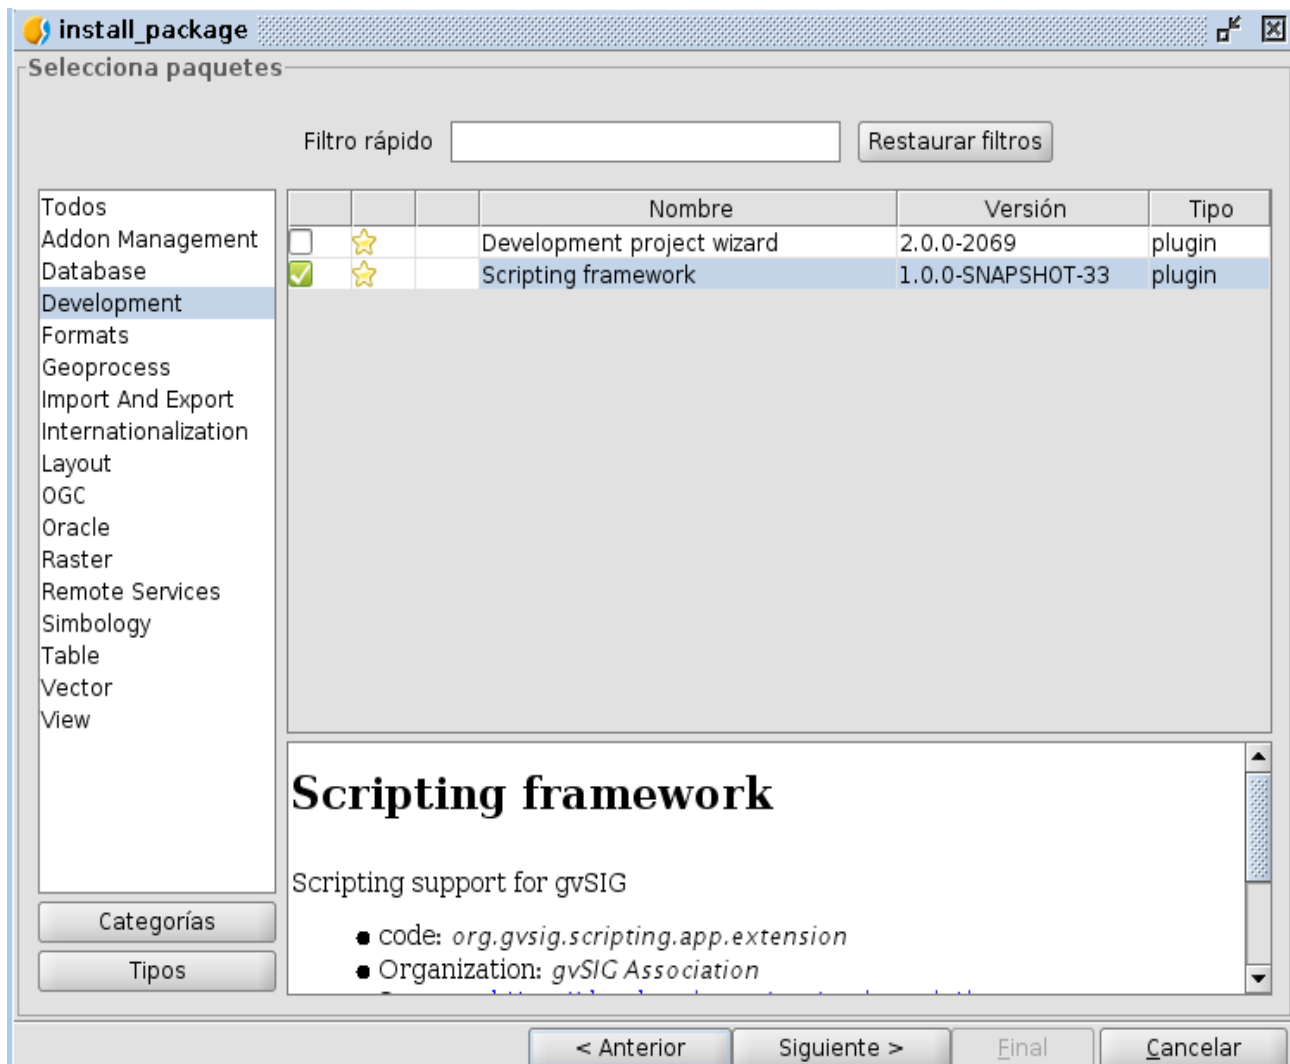 install_package
Selecciona paquetes
Filtro rápido
Restaurar filtros
Todos
Addon Management
Database
Development
Formats
Geoprocess
Import And Export
Internationalization
Layout
OGC
Oracle
Raster
Remote Services
Simbology
Table
Vector
View
Categorías
Tipos
Nombre Versión Tipo
Development project wizard 2.0.0-2069 plugin
Scripting framework 1.0.0-SNAPSHOT-33 plugin
Scripting framework
Scripting support for gvSIG
code: org.gvsig.scripting.app.extension
Organization: gvSIG Association
< Anterior Siguiente > Final Cancelar